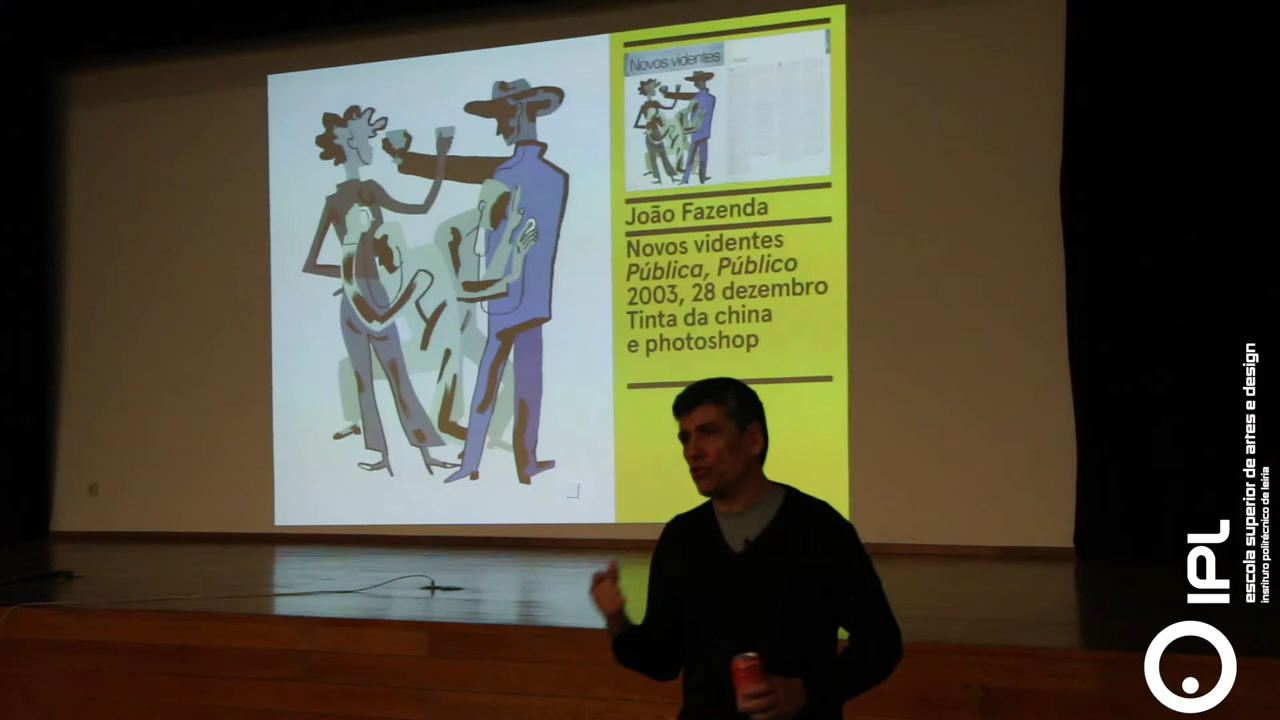 Novos videntes
João Fazenda
Novos videntes
Pública, Público
2003, 28 dezembro
Tinta da china
e photoshop
IPL
escola superior de artes e design
instituto politécnico de leiria